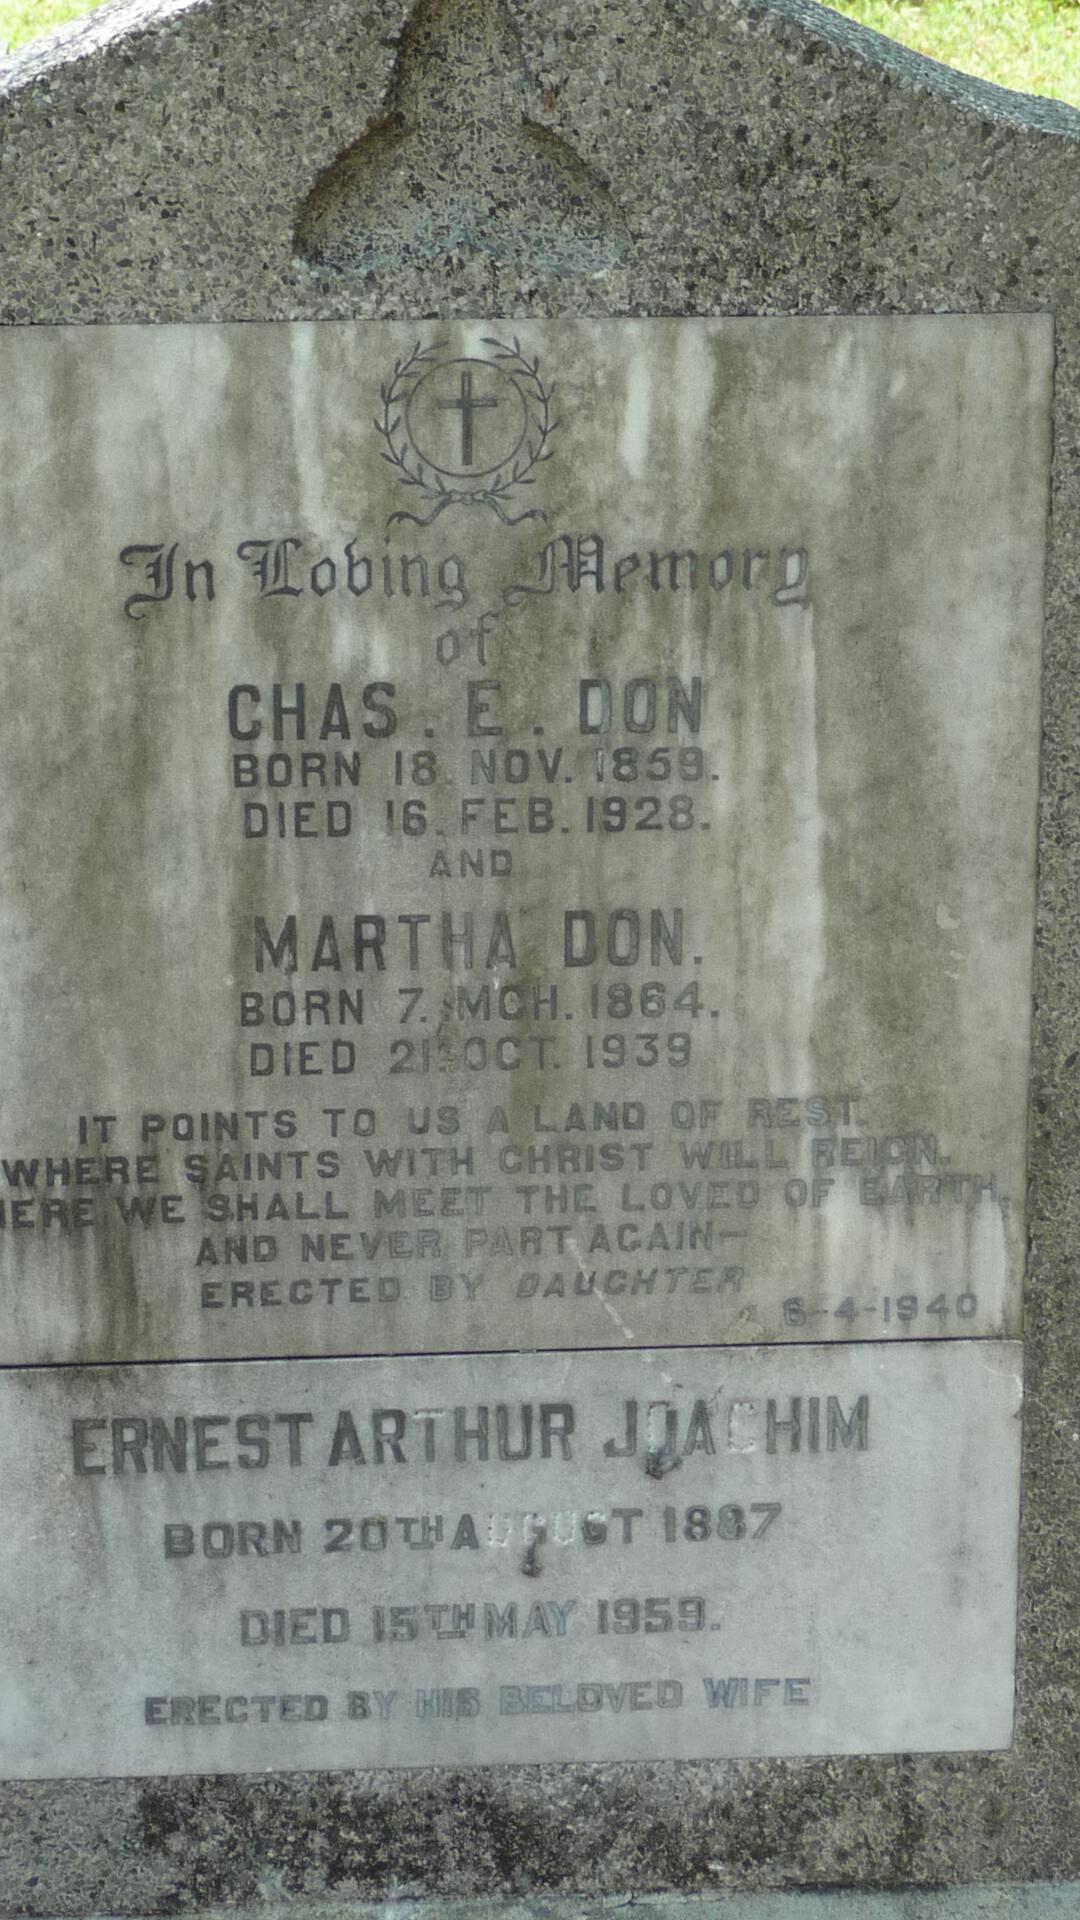 In Loving Memory
of
CHAS. E. DON
BORN 18. NOV. 1859.
DIED 16. FEB. 1928.
AND
MARTHA DON.
BORN 7. MCH. 1864.
DIED 21. OCT. 1939
IT POINTS TO US A LAND OF REST.
WHERE SAINTS WITH CHRIST WILL REIGN.
HERE WE SHALL MEET THE LOVED OF EARTH,
AND NEVER PART AGAIN—
ERECTED BY DAUGHTER
6-4-1940
ERNEST ARTHUR JOACHIM
BORN 20TH AUGUST 1887
DIED 15TH MAY 1959.
ERECTED BY HIS BELOVED WIFE